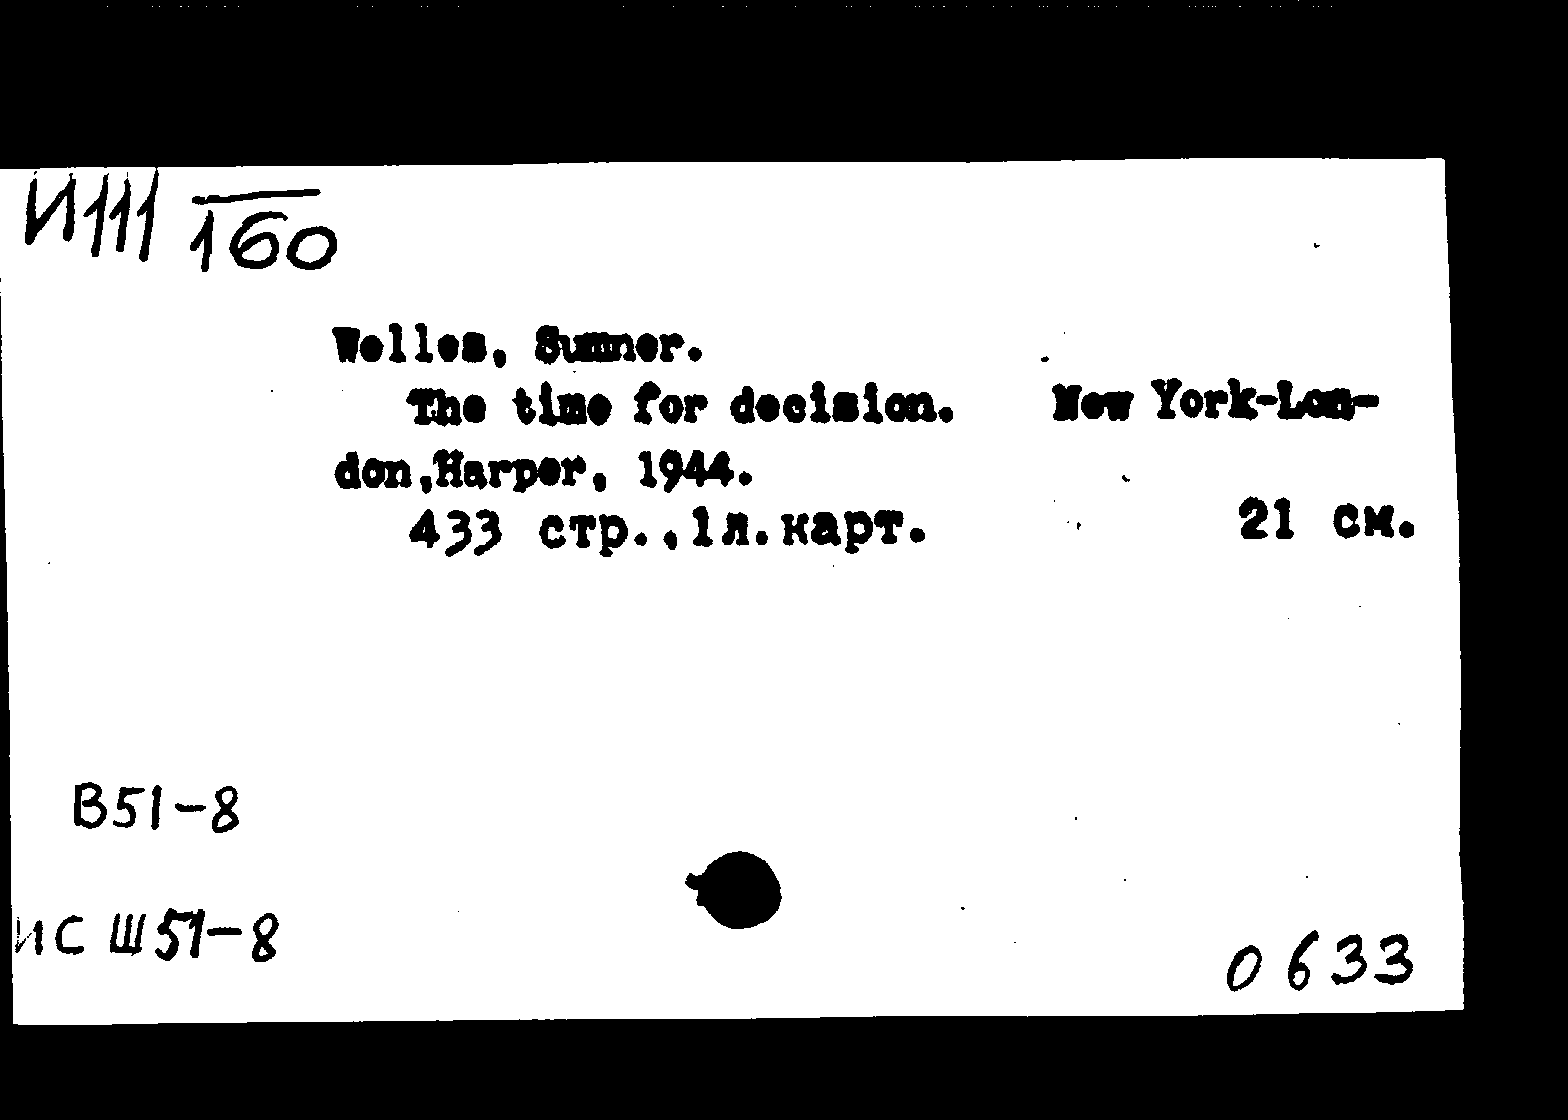 И111 160
Welles, Sumner.
The time for decision. New York-Lon-
don,Harper, 1944.
433 стр.,1л.карт. 21 см.
В51-8
ИС Ш51-8
0633